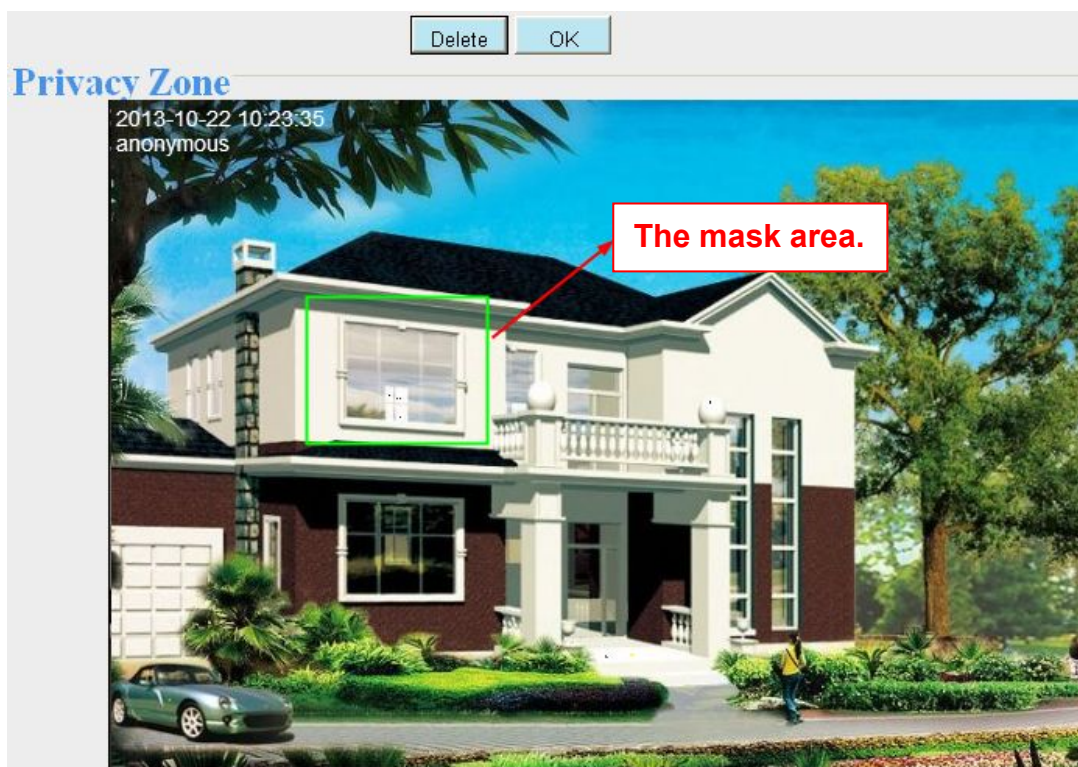 Delete OK
Privacy Zone
2013-10-22 10:23:35
anonymous
The mask area.